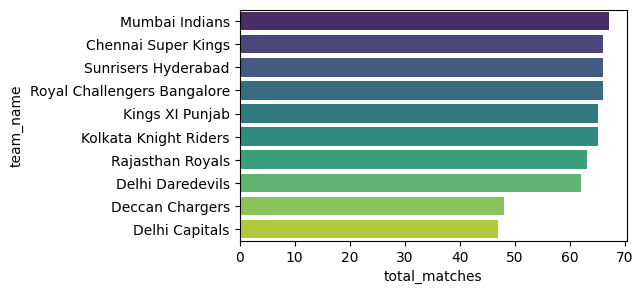 Mumbai Indians
Chennai Super Kings
Sunrisers Hyderabad
Royal Challengers Bangalore
Kings XI Punjab
Kolkata Knight Riders
Rajasthan Royals
Delhi Daredevils
Deccan Chargers
Delhi Capitals
team_name
0 10 20 30 40 50 60 70
total_matches